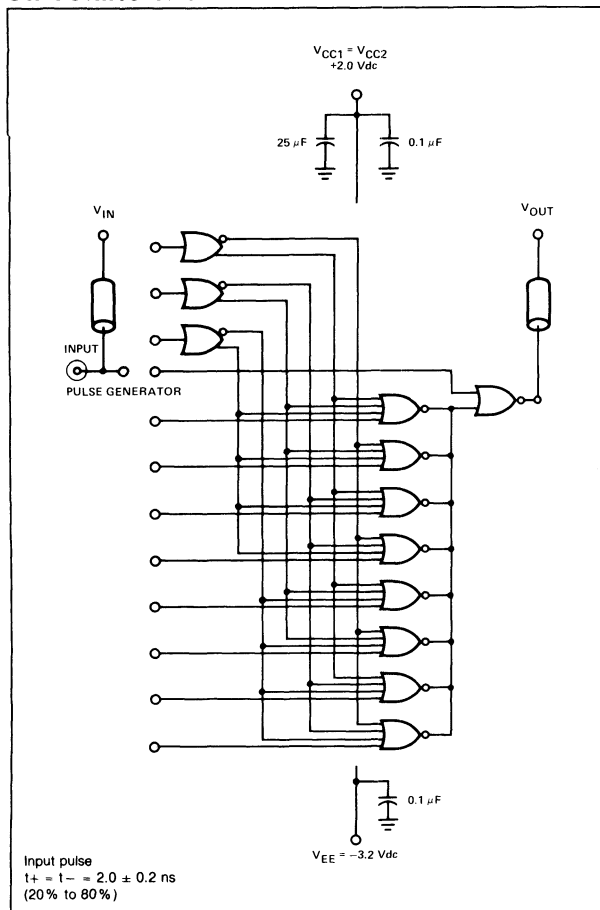 VCC1 = VCC2
+2.0 Vdc
25 μF
0.1 μF
VIN
VOUT
INPUT
PULSE GENERATOR
0.1 μF
VEE = −3.2 Vdc
Input pulse
t+ = t− = 2.0 ± 0.2 ns
(20% to 80%)